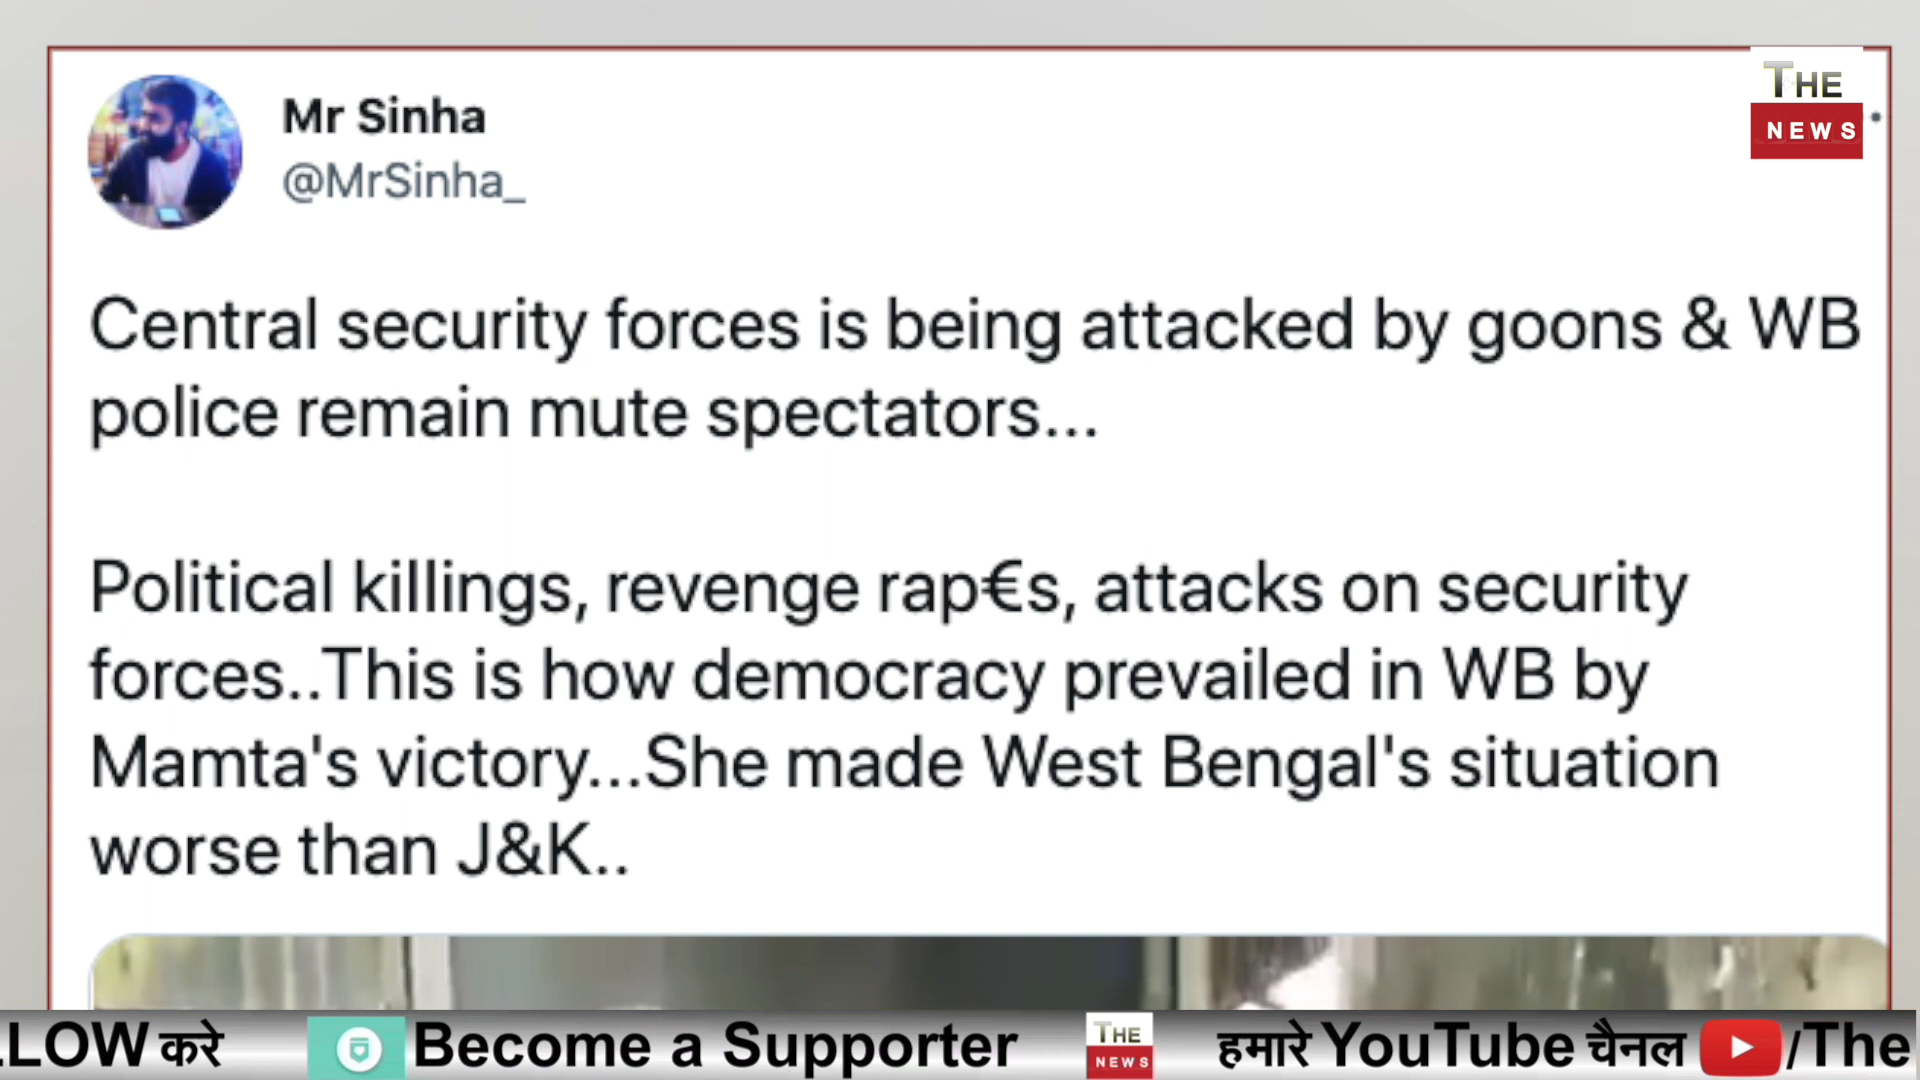 Mr Sinha
@MrSinha_
THE
NEWS
Central security forces is being attacked by goons & WB
police remain mute spectators...
Political killings, revenge rap€s, attacks on security
forces..This is how democracy prevailed in WB by
Mamta's victory...She made West Bengal's situation
worse than J&K..
LLOW करे Become a Supporter THE NEWS हमारे YouTube चैनल /The